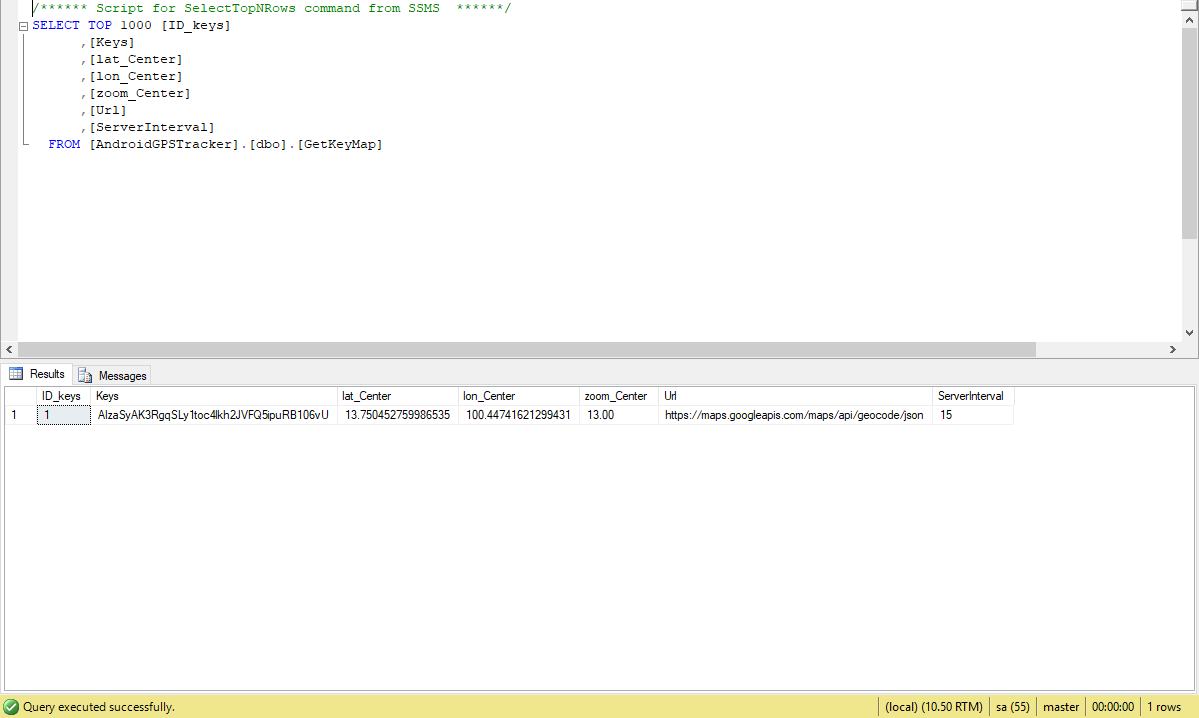 /****** Script for SelectTopNRows command from SSMS  ******/
SELECT TOP 1000 [ID_keys]
,[Keys]
,[lat_Center]
,[lon_Center]
,[zoom_Center]
,[Url]
,[ServerInterval]
FROM [AndroidGPSTracker].[dbo].[GetKeyMap]
Results Messages
ID_keys Keys lat_Center lon_Center zoom_Center Url ServerInterval
1 1 13.750452759986535 100.44741621299431 13.00 https://maps.googleapis.com/maps/api/geocode/json 15
Query executed successfully. (local) (10.50 RTM) sa (55) master 00:00:00 1 rows